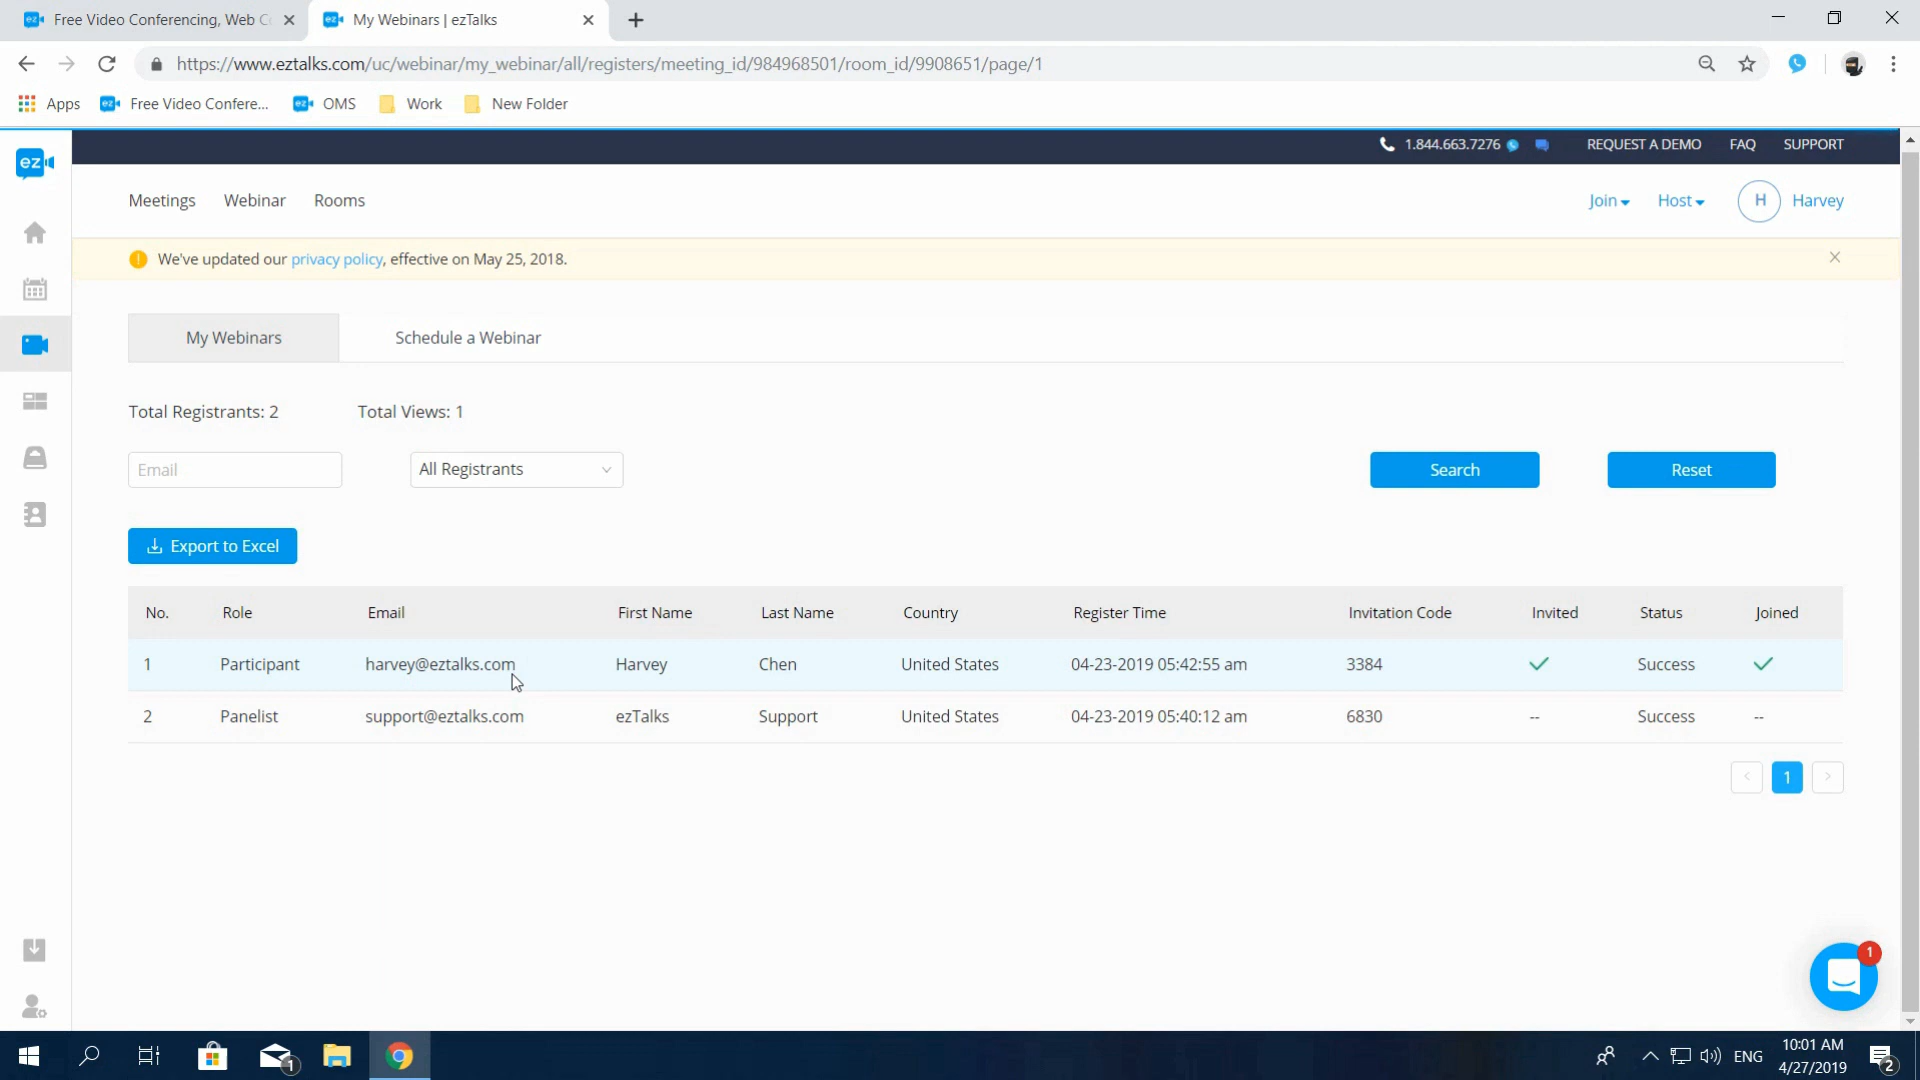 Free Video Conferencing, Web C
My Webinars | ezTalks
https://www.eztalks.com/uc/webinar/my_webinar/all/registers/meeting_id/984968501/room_id/9908651/page/1
Apps Free Video Confere... OMS Work New Folder
ez
1.844.663.7276 REQUEST A DEMO FAQ SUPPORT
Meetings Webinar Rooms Join Host H Harvey
We've updated our privacy policy, effective on May 25, 2018.
My Webinars Schedule a Webinar
Total Registrants: 2 Total Views: 1
Email All Registrants Search Reset
Export to Excel
No. Role Email First Name Last Name Country Register Time Invitation Code Invited Status Joined
1 Participant harvey@eztalks.com Harvey Chen United States 04-23-2019 05:42:55 am 3384 Success
2 Panelist support@eztalks.com ezTalks Support United States 04-23-2019 05:40:12 am 6830 -- Success --
< 1 >
1
1
ENG
10:01 AM
4/27/2019
2